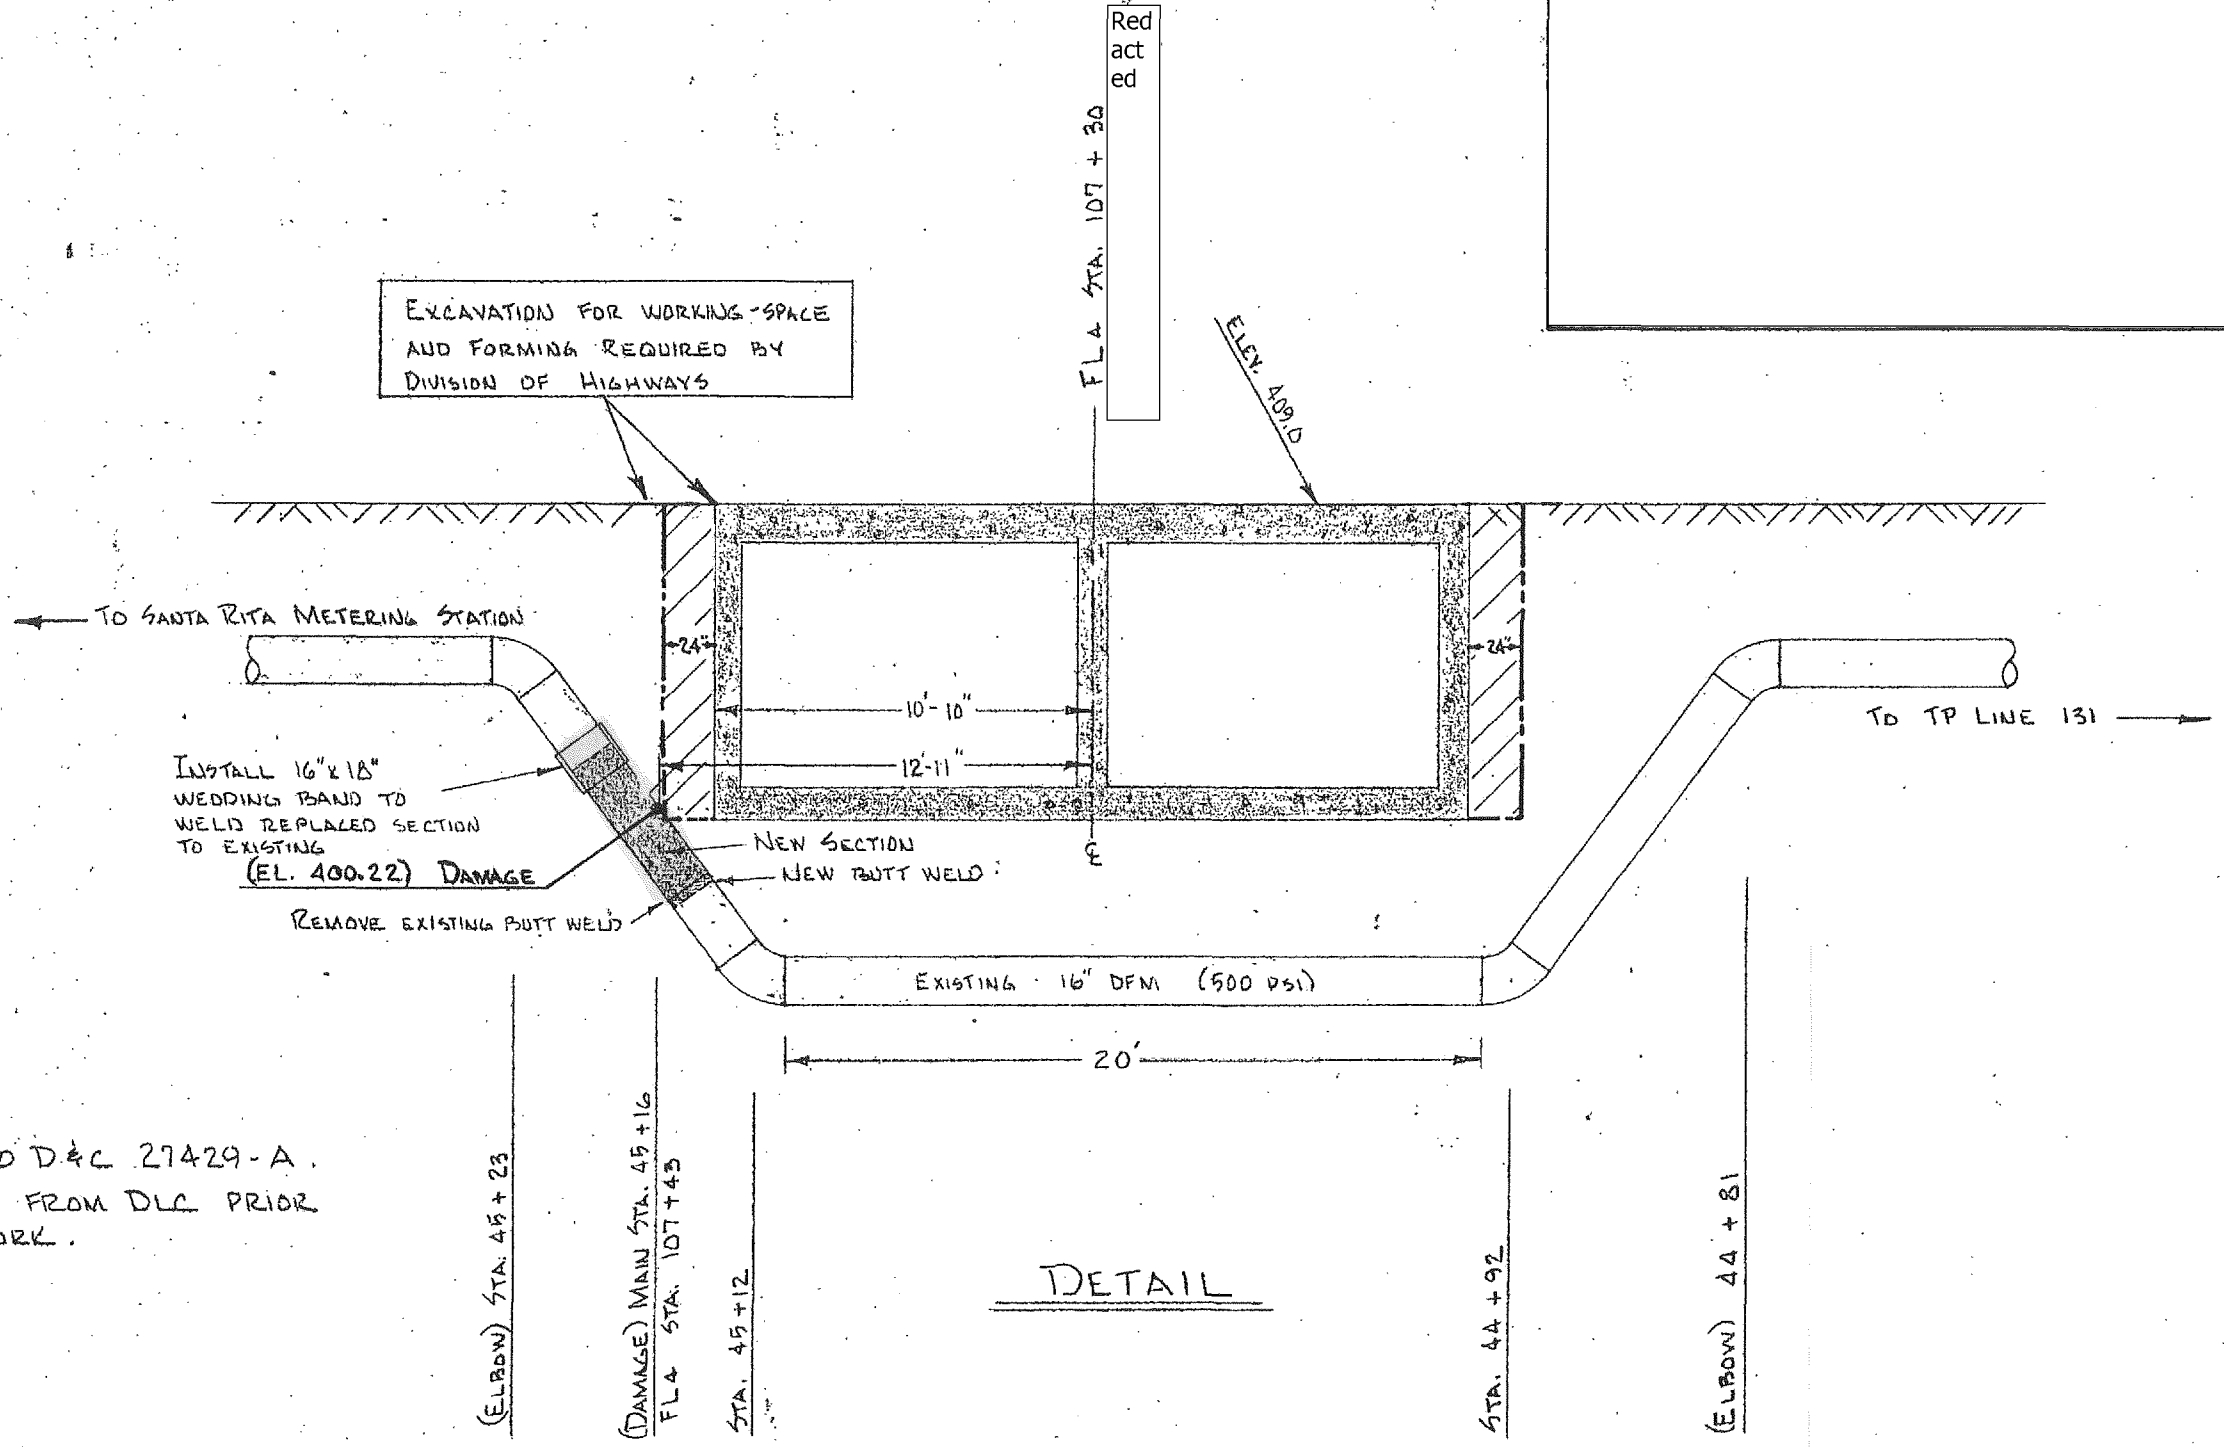 Red
act
ed
FL4 STA. 107 + 30
EXCAVATION FOR WORKING-SPACE
AND FORMING REQUIRED BY
DIVISION OF HIGHWAYS
ELEV. 409.0
TO SANTA RITA METERING STATION
24"
24"
10'-10"
12'-11"
TO TP LINE 131
INSTALL 16"x18"
WEDDING BAND TO
WELD REPLACED SECTION
TO EXISTING
(EL. 400.22) DAMAGE
NEW SECTION
NEW BUTT WELD
REMOVE EXISTING BUTT WELD
℄
EXISTING 16" DFM (500 PSI)
20'
D&C 27429-A.
FROM DLC PRIOR
(ELBOW) STA. 45+23
(DAMAGE) MAIN STA. 45+16
FL4 STA. 107+43
STA. 45+12
DETAIL
STA. 44+92
(ELBOW) 44+81